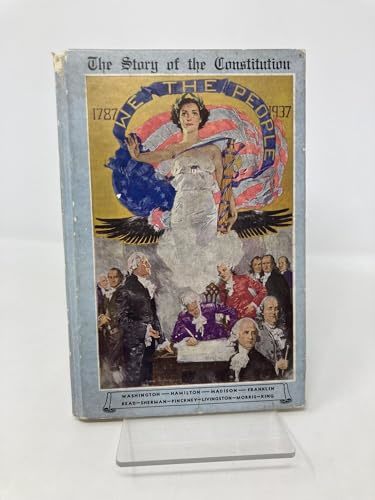 The Story of the Constitution
WE THE PEOPLE
1787 1937
WASHINGTON — HAMILTON — MADISON — FRANKLIN
READ — SHERMAN — PINCKNEY — LIVINGSTON — MORRIS — KING